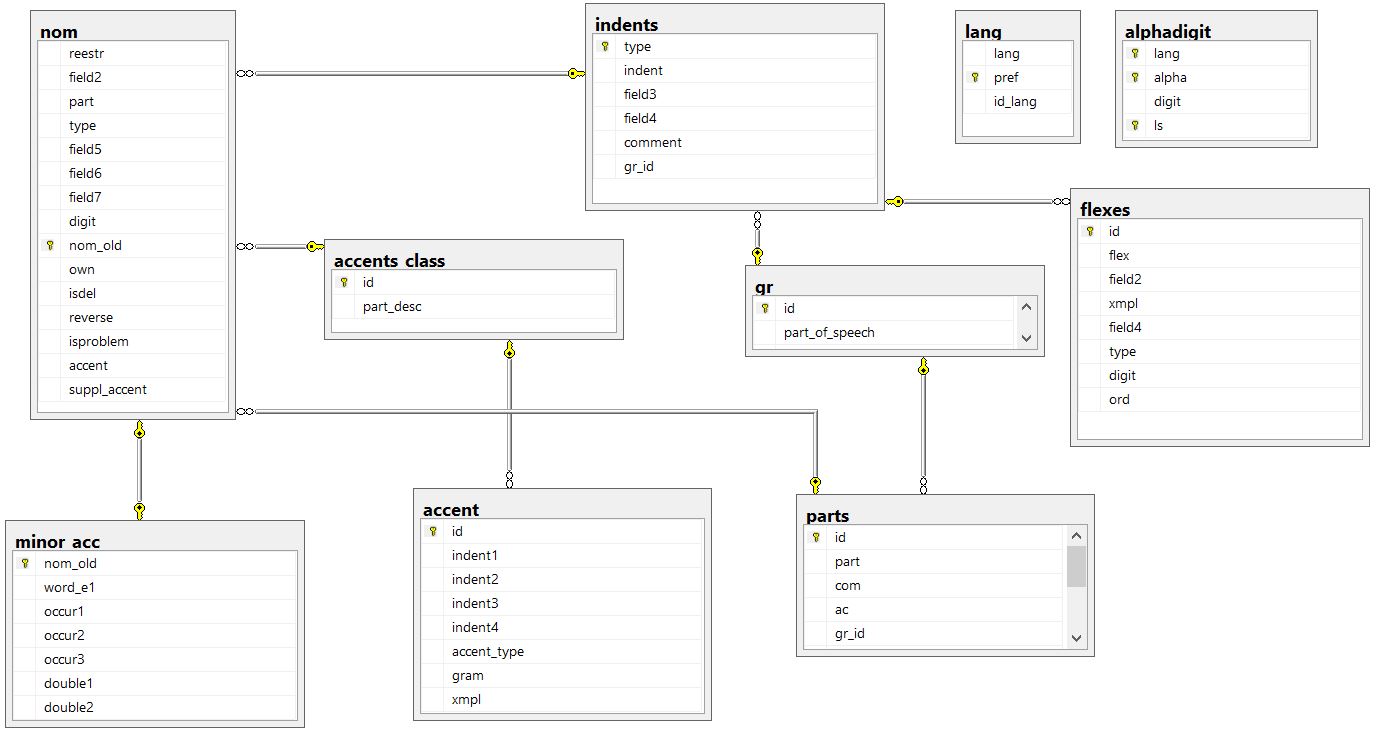 nom
reestr
field2
part
type
field5
field6
field7
digit
nom_old
own
isdel
reverse
isproblem
accent
suppl_accent
indents
type
indent
field3
field4
comment
gr_id
lang
lang
pref
id_lang
alphadigit
lang
alpha
digit
ls
accents_class
id
part_desc
gr
id
part_of_speech
flexes
id
flex
field2
xmpl
field4
type
digit
ord
minor_acc
nom_old
word_e1
occur1
occur2
occur3
double1
double2
accent
id
indent1
indent2
indent3
indent4
accent_type
gram
xmpl
parts
id
part
com
ac
gr_id